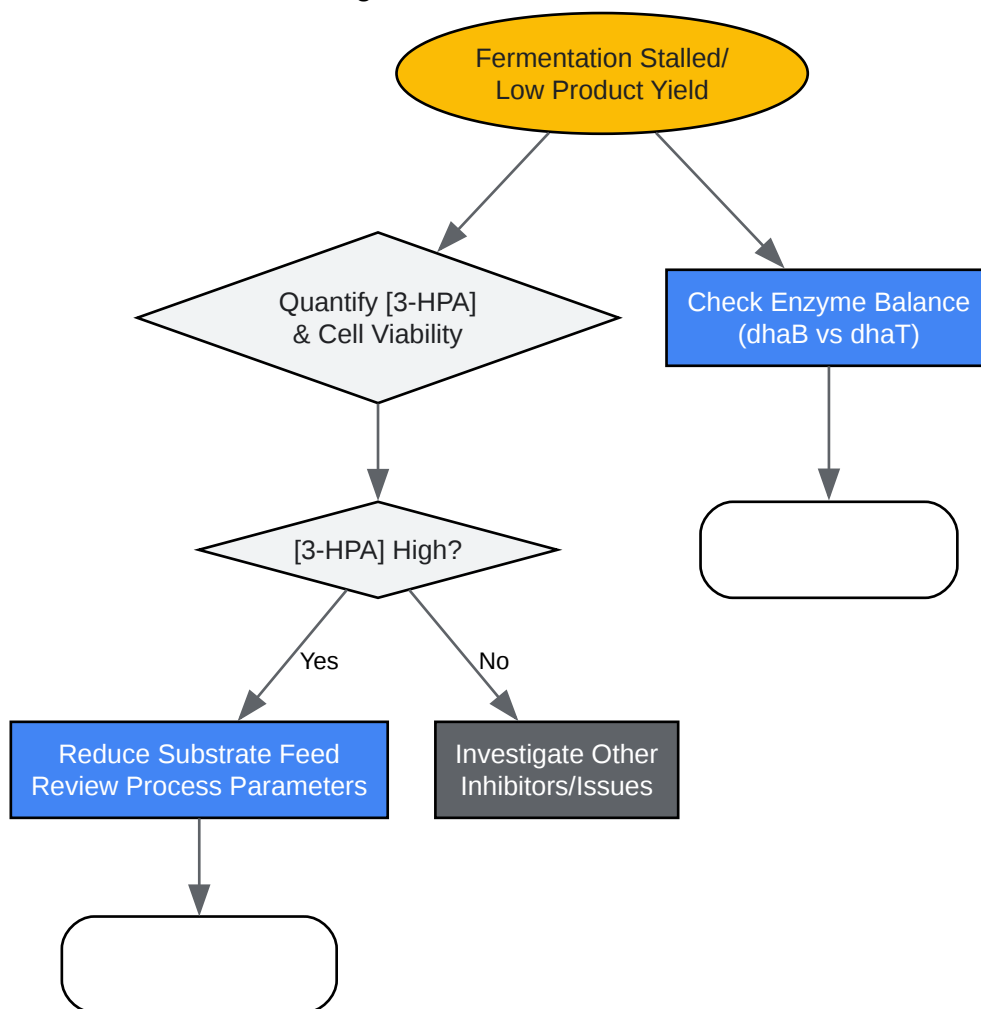 Fermentation Stalled/
Low Product Yield
Quantify [3-HPA]
& Cell Viability
Check Enzyme Balance
(dhaB vs dhaT)
[3-HPA] High?
Yes
No
Reduce Substrate Feed
Review Process Parameters
Investigate Other
Inhibitors/Issues